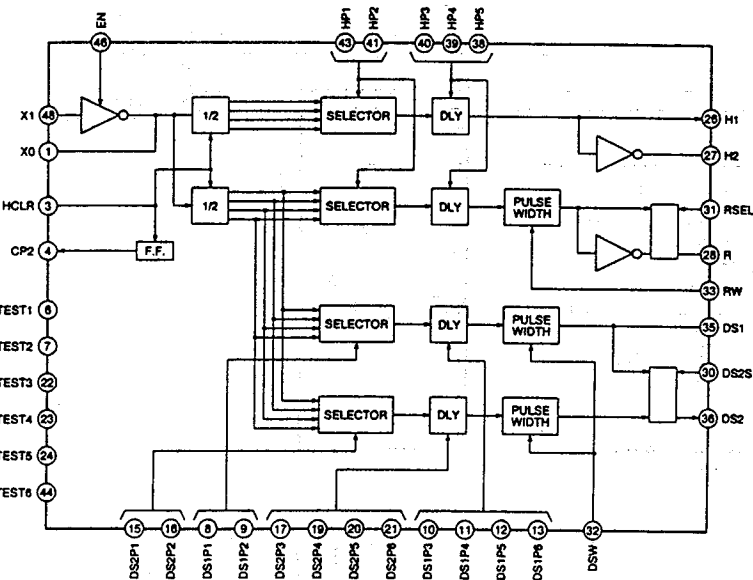 EN
HP1
HP2
HP3
HP4
HP5
46
43
41
40
39
38
X1
48
1/2
SELECTOR
DLY
26
H1
X0
1
27
H2
HCLR
3
1/2
SELECTOR
DLY
PULSE
WIDTH
31
RSEL
CP2
4
F.F.
28
R
33
RW
TEST1
6
SELECTOR
DLY
PULSE
WIDTH
35
DS1
TEST2
7
30
DS2S
TEST3
22
TEST4
23
SELECTOR
DLY
PULSE
WIDTH
36
DS2
TEST5
24
TEST6
44
15
16
8
9
17
19
20
21
10
11
12
13
32
DS2P1
DS2P2
DS1P1
DS1P2
DS2P3
DS2P4
DS2P5
DS2P6
DS1P3
DS1P4
DS1P5
DS1P6
DSW